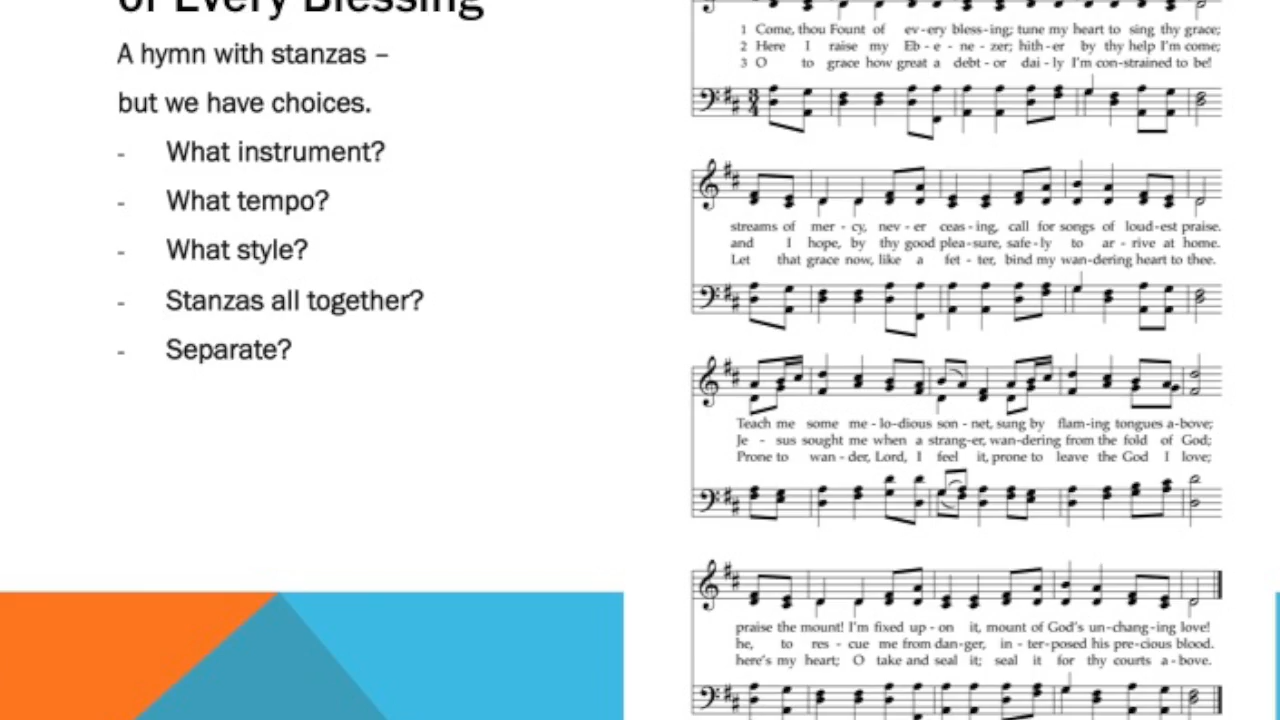 of Every Blessing
A hymn with stanzas –
but we have choices.
- What instrument?
- What tempo?
- What style?
- Stanzas all together?
- Separate?
1 Come, thou Fount of ev-ery bless-ing; tune my heart to sing thy grace;
2 Here I raise my Eb-e-ne-zer; hith-er by thy help I'm come;
3 O to grace how great a debt-or dai-ly I'm con-strained to be!
streams of mer-cy, nev-er ceas-ing, call for songs of loud-est praise.
and I hope, by thy good plea-sure, safe-ly to ar-rive at home.
Let that grace now, like a fet-ter, bind my wan-dering heart to thee.
Teach me some me-lo-dious son-net, sung by flam-ing tongues a-bove;
Je-sus sought me when a strang-er, wan-dering from the fold of God;
Prone to wan-der, Lord, I feel it, prone to leave the God I love;
praise the mount! I'm fixed up-on it, mount of God's un-chang-ing love!
he, to res-cue me from dan-ger, in-ter-posed his pre-cious blood.
here's my heart; O take and seal it; seal it for thy courts a-bove.